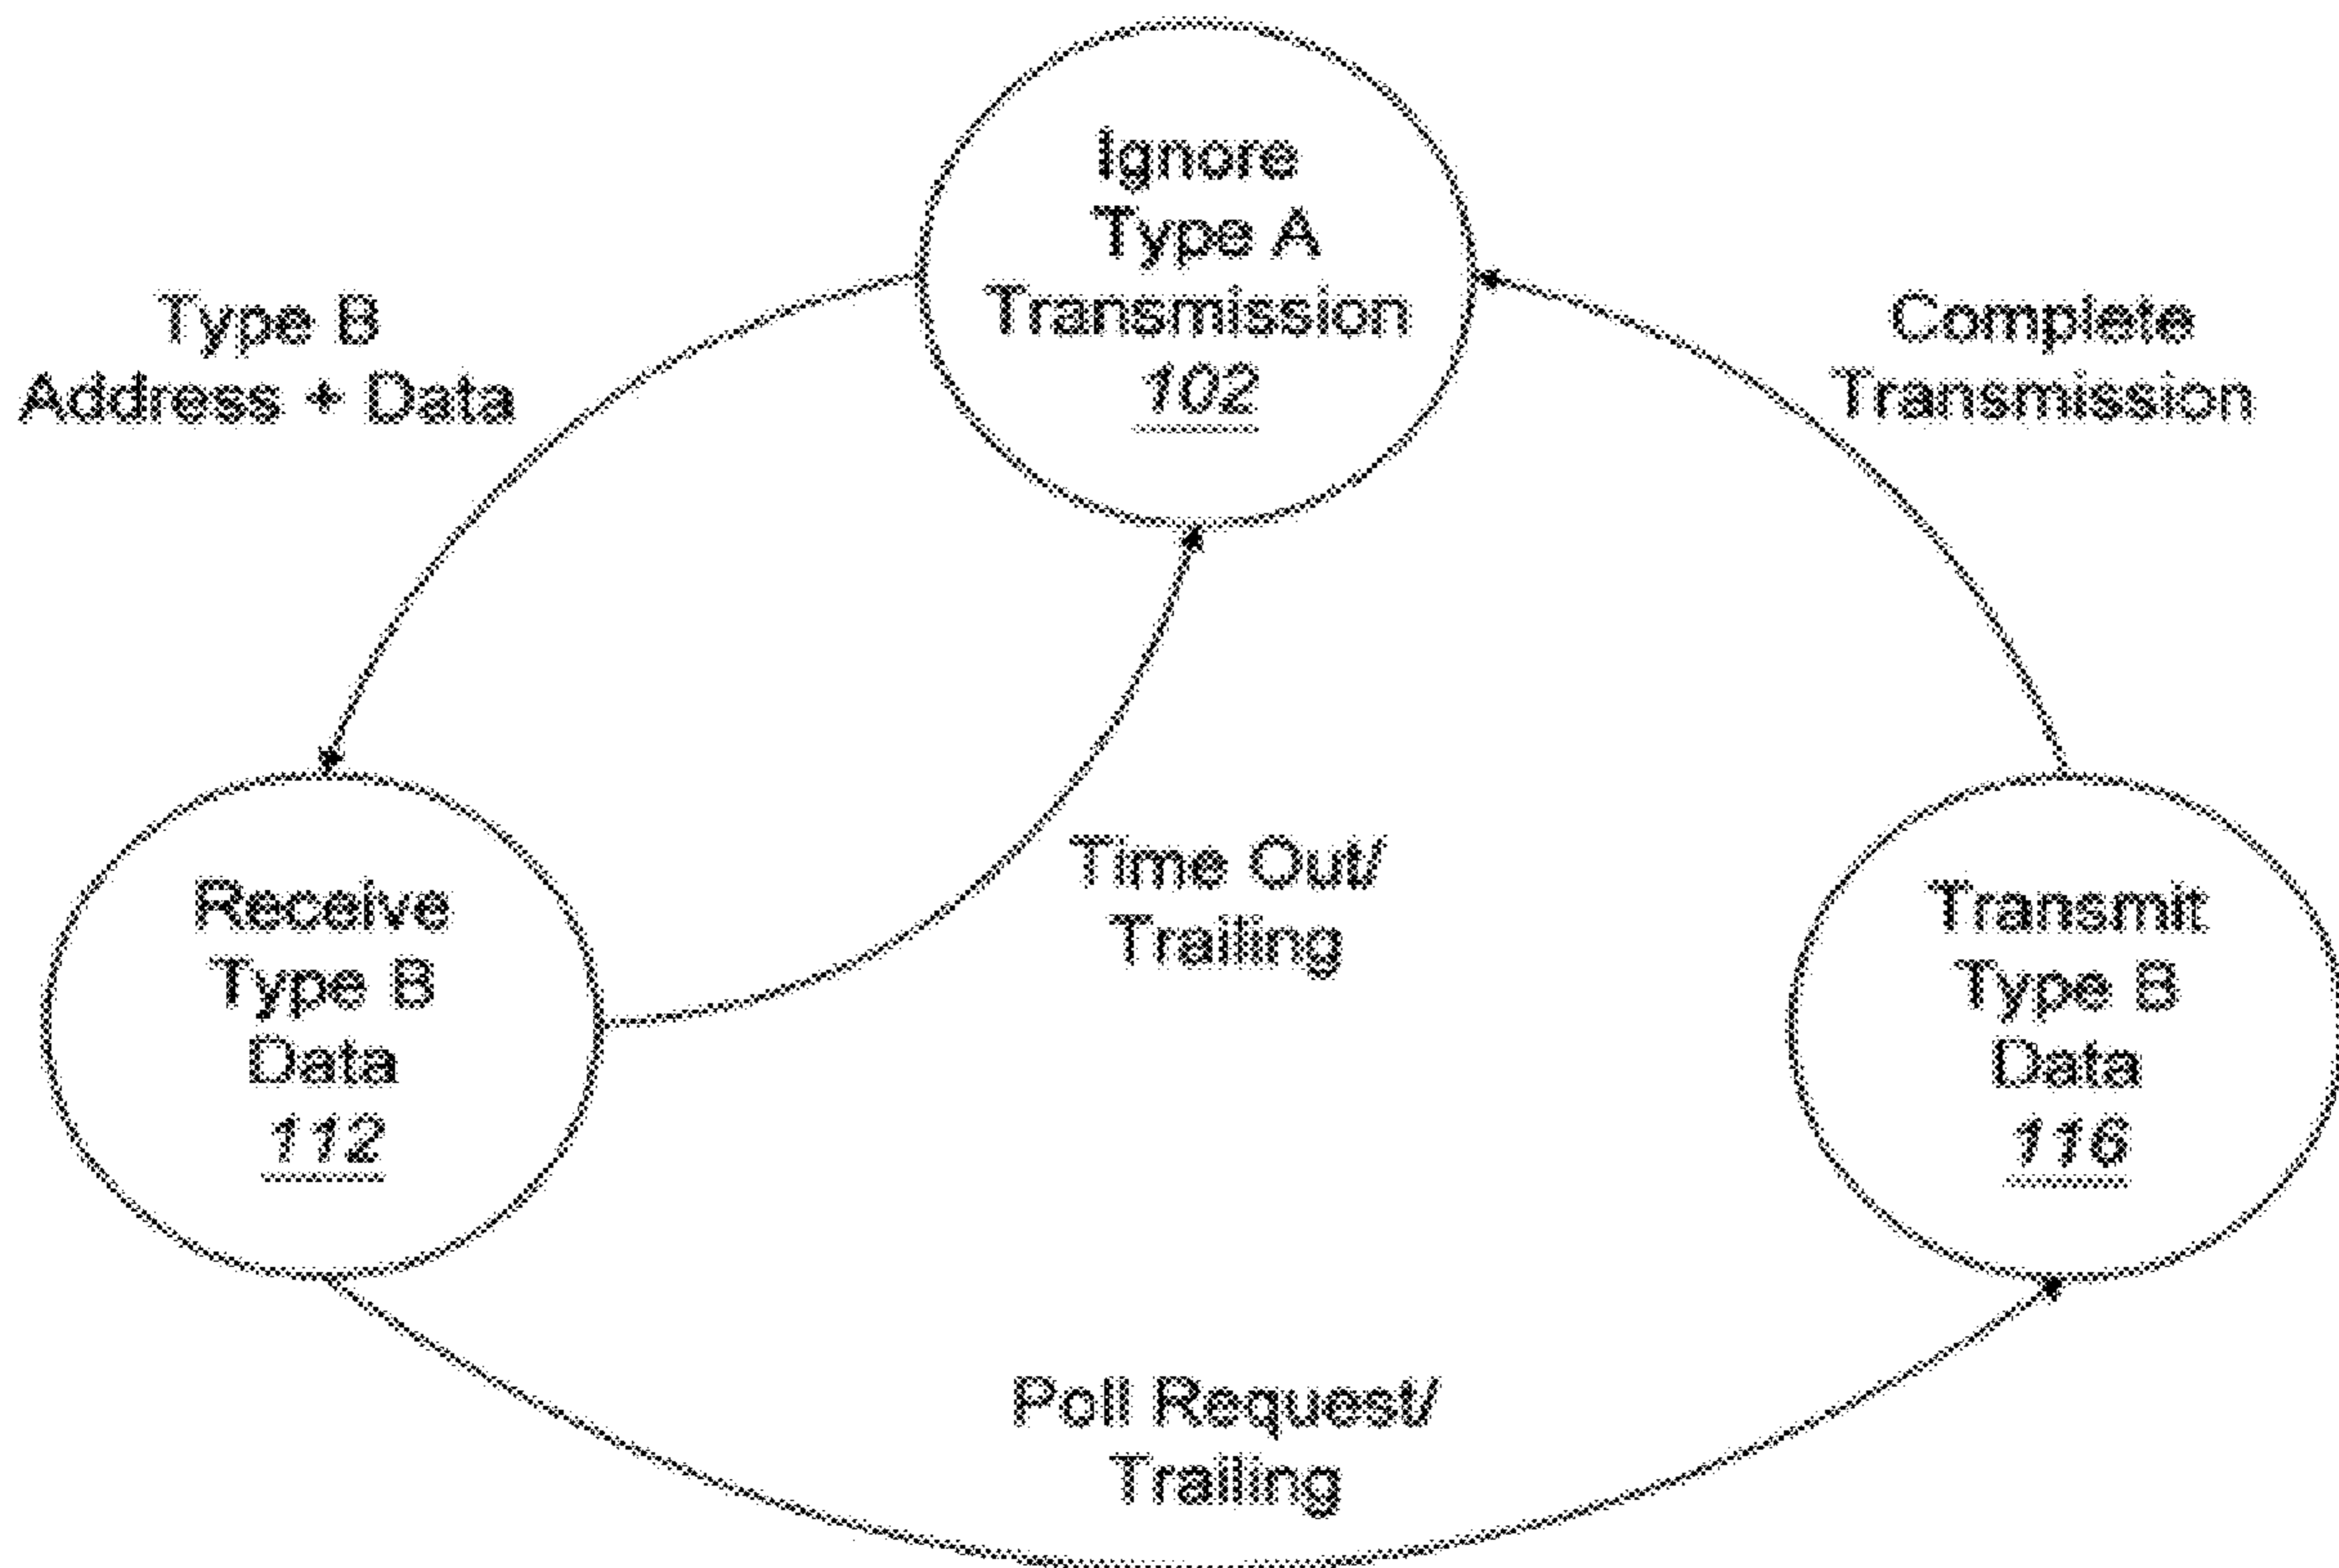 Ignore
Type A
Transmission
102
Type B
Address + Data
Complete
Transmission
Time Out/
Trailing
Receive
Type B
Data
112
Transmit
Type B
Data
116
Poll Request/
Trailing